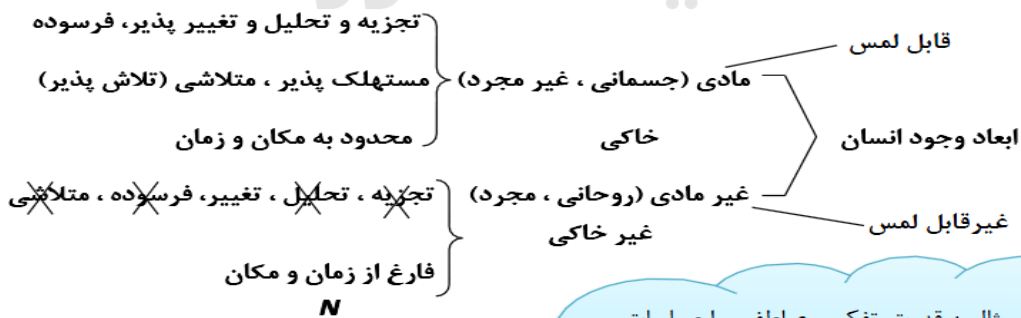 تجزیه و تحلیل و تغییر پذیر، فرسوده
قابل لمس
مادی (جسمانی ، غیر مجرد)
مستهلک پذیر ، متلاشی (تلاش پذیر)
خاکی
محدود به مکان و زمان
ابعاد وجود انسان
غیر مادی (روحانی ، مجرد)
تجزیه ، تحلیل ، تغییر، فرسوده ، متلاشی
غیرقابل لمس
غیر خاکی
فارغ از زمان و مکان
N